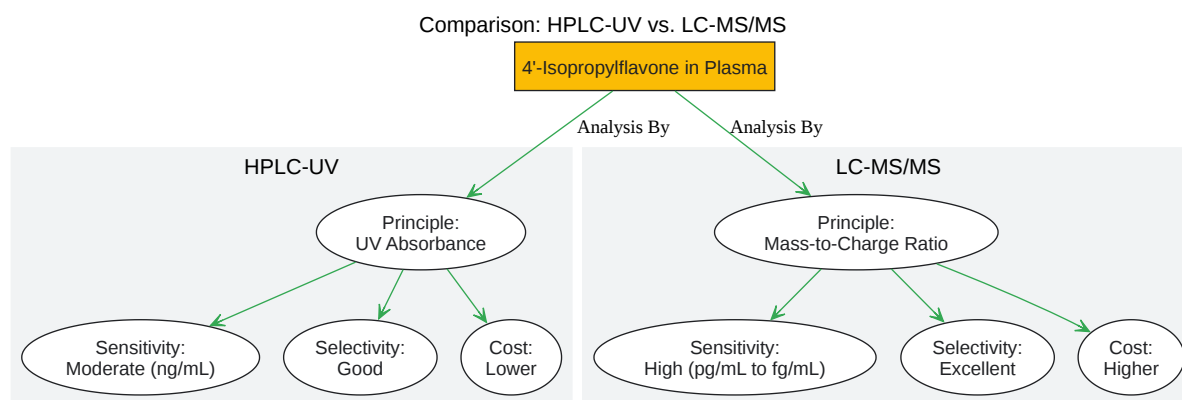 Comparison: HPLC-UV vs. LC-MS/MS
4'-Isopropylflavone in Plasma
Analysis By
Analysis By
HPLC-UV
Principle:
UV Absorbance
Sensitivity:
Moderate (ng/mL)
Selectivity:
Good
Cost:
Lower
LC-MS/MS
Principle:
Mass-to-Charge Ratio
Sensitivity:
High (pg/mL to fg/mL)
Selectivity:
Excellent
Cost:
Higher